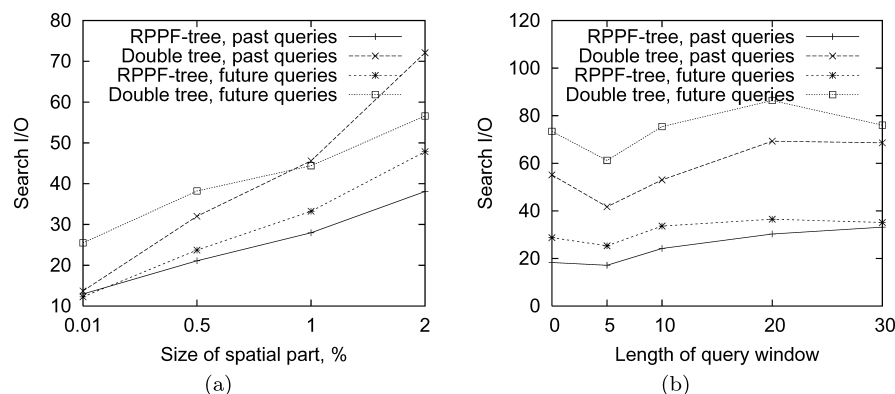 80
70
60
50
40
30
20
10
0.01
0.5
1
2
Search I/O
Size of spatial part, %
RPPF-tree, past queries
Double tree, past queries
RPPF-tree, future queries
Double tree, future queries
(a)
120
100
80
60
40
20
0
0
5
10
20
30
Search I/O
Length of query window
RPPF-tree, past queries
Double tree, past queries
RPPF-tree, future queries
Double tree, future queries
(b)